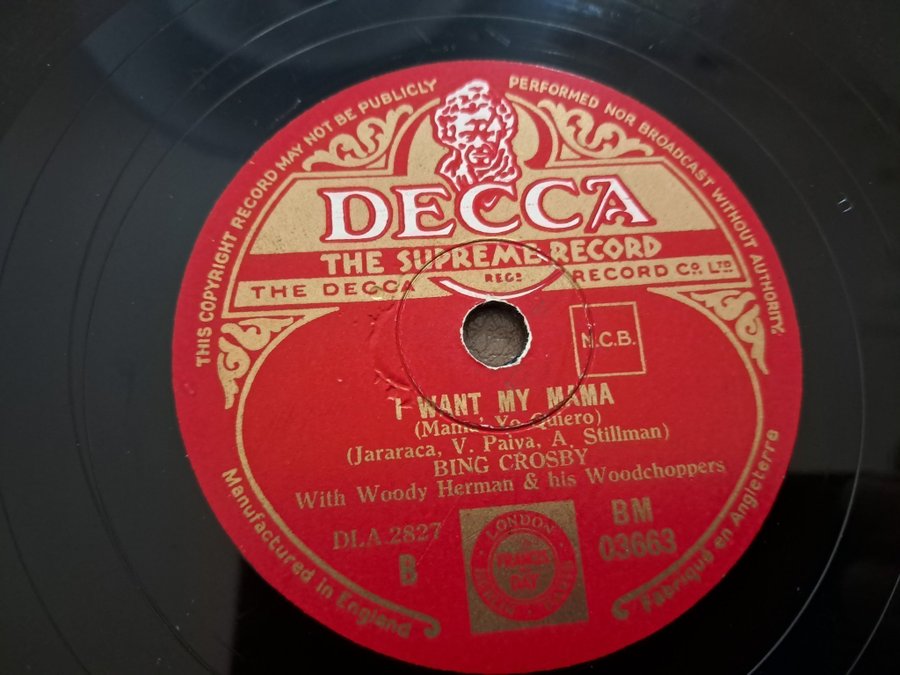 THIS COPYRIGHT RECORD MAY NOT BE PUBLICLY PERFORMED NOR BROADCAST WITHOUT AUTHORITY.
DECCA
THE SUPREME RECORD
THE DECCA REGD RECORD CO. LTD
N.C.B.
I WANT MY MAMA
(Mama' Yo Quiero)
(Jararaca, V. Paiva, A. Stillman)
BING CROSBY
With Woody Herman & his Woodchoppers
DLA.2827
B
BM
03663
LONDON
Manufactured in England
Fabriqué en Angleterre